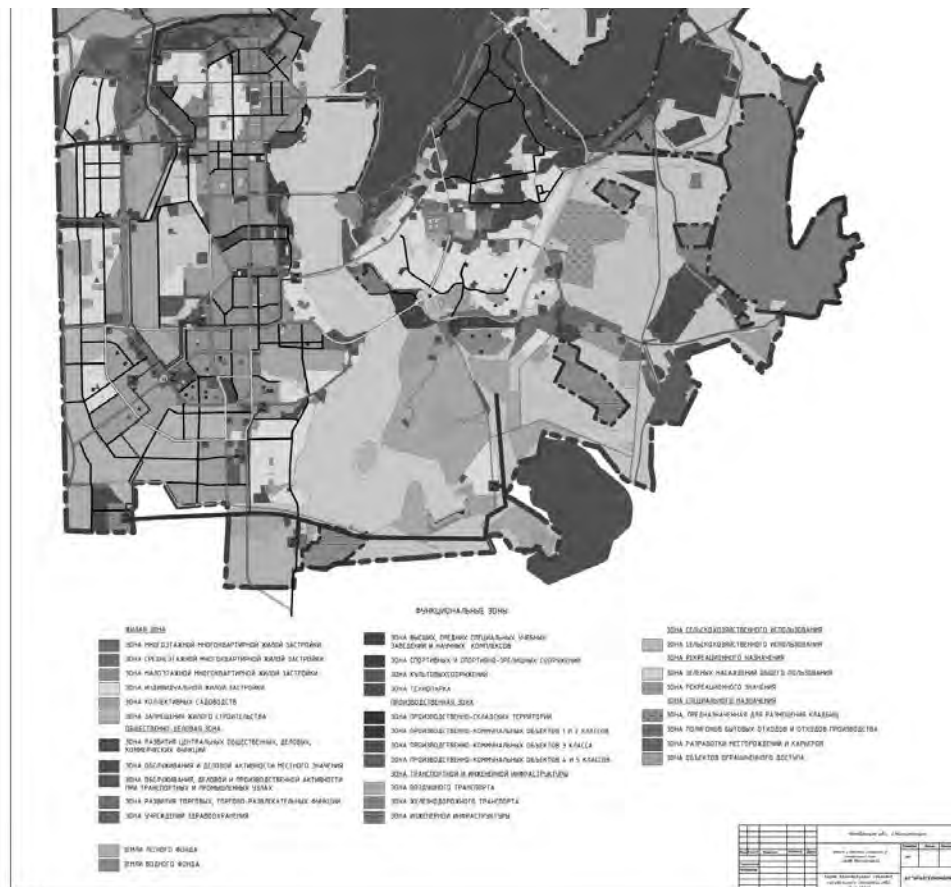 ФУНКЦИОНАЛЬНЫЕ ЗОНЫ
ЖИЛАЯ ЗОНА
ЗОНА МНОГОЭТАЖНОЙ МНОГОКВАРТИРНОЙ ЖИЛОЙ ЗАСТРОЙКИ
ЗОНА СРЕДНЕЭТАЖНОЙ МНОГОКВАРТИРНОЙ ЖИЛОЙ ЗАСТРОЙКИ
ЗОНА МАЛОЭТАЖНОЙ МНОГОКВАРТИРНОЙ ЖИЛОЙ ЗАСТРОЙКИ
ЗОНА ИНДИВИДУАЛЬНОЙ ЖИЛОЙ ЗАСТРОЙКИ
ЗОНА КОЛЛЕКТИВНЫХ САДОВОДСТВ
ЗОНА ЗАПРЕЩЕНИЯ ЖИЛОГО СТРОИТЕЛЬСТВА
ОБЩЕСТВЕННО-ДЕЛОВАЯ ЗОНА
ЗОНА РАЗВИТИЯ ЦЕНТРАЛЬНЫХ ОБЩЕСТВЕННЫХ, ДЕЛОВЫХ,
КОММЕРЧЕСКИХ ФУНКЦИЙ
ЗОНА ОБСЛУЖИВАНИЯ И ДЕЛОВОЙ АКТИВНОСТИ МЕСТНОГО ЗНАЧЕНИЯ
ЗОНА ОБСЛУЖИВАНИЯ, ДЕЛОВОЙ И ПРОИЗВОДСТВЕННОЙ АКТИВНОСТИ
ПРИ ТРАНСПОРТНЫХ И ПРОМЫШЛЕННЫХ УЗЛАХ
ЗОНА РАЗВИТИЯ ТОРГОВЫХ, ТОРГОВО-РАЗВЛЕКАТЕЛЬНЫХ ФУНКЦИЙ
ЗОНА УЧРЕЖДЕНИЙ ЗДРАВООХРАНЕНИЯ
ЗЕМЛИ ЛЕСНОГО ФОНДА
ЗЕМЛИ ВОДНОГО ФОНДА
ЗОНА ВЫСШИХ, СРЕДНИХ СПЕЦИАЛЬНЫХ УЧЕБНЫХ
ЗАВЕДЕНИЙ И НАУЧНЫХ КОМПЛЕКСОВ
ЗОНА СПОРТИВНЫХ И СПОРТИВНО-ЗРЕЛИЩНЫХ СООРУЖЕНИЙ
ЗОНА КУЛЬТОВЫХ СООРУЖЕНИЙ
ЗОНА ТЕХНОПАРКА
ПРОИЗВОДСТВЕННАЯ ЗОНА
ЗОНА ПРОИЗВОДСТВЕННО-СКЛАДСКИХ ТЕРРИТОРИЙ
ЗОНА ПРОИЗВОДСТВЕННО-КОММУНАЛЬНЫХ ОБЪЕКТОВ 1 И 2 КЛАССОВ
ЗОНА ПРОИЗВОДСТВЕННО-КОММУНАЛЬНЫХ ОБЪЕКТОВ 3 КЛАССА
ЗОНА ПРОИЗВОДСТВЕННО-КОММУНАЛЬНЫХ ОБЪЕКТОВ 4 И 5 КЛАССОВ
ЗОНА ТРАНСПОРТНОЙ И ИНЖЕНЕРНОЙ ИНФРАСТРУКТУРЫ
ЗОНА ВОЗДУШНОГО ТРАНСПОРТА
ЗОНА ЖЕЛЕЗНОДОРОЖНОГО ТРАНСПОРТА
ЗОНА ИНЖЕНЕРНОЙ ИНФРАСТРУКТУРЫ
ЗОНА СЕЛЬСКОХОЗЯЙСТВЕННОГО ИСПОЛЬЗОВАНИЯ
ЗОНА СЕЛЬСКОХОЗЯЙСТВЕННОГО ИСПОЛЬЗОВАНИЯ
ЗОНА РЕКРЕАЦИОННОГО НАЗНАЧЕНИЯ
ЗОНА ЗЕЛЕНЫХ НАСАЖДЕНИЙ ОБЩЕГО ПОЛЬЗОВАНИЯ
ЗОНА РЕКРЕАЦИОННОГО ЗНАЧЕНИЯ
ЗОНА СПЕЦИАЛЬНОГО НАЗНАЧЕНИЯ
ЗОНА, ПРЕДНАЗНАЧЕННАЯ ДЛЯ РАЗМЕЩЕНИЯ КЛАДБИЩ
ЗОНА ПОЛИГОНОВ БЫТОВЫХ ОТХОДОВ И ОТХОДОВ ПРОИЗВОДСТВА
ЗОНА РАЗРАБОТКИ МЕСТОРОЖДЕНИЙ И КАРЬЕРОВ
ЗОНА ОБЪЕКТОВ ОГРАНИЧЕННОГО ДОСТУПА